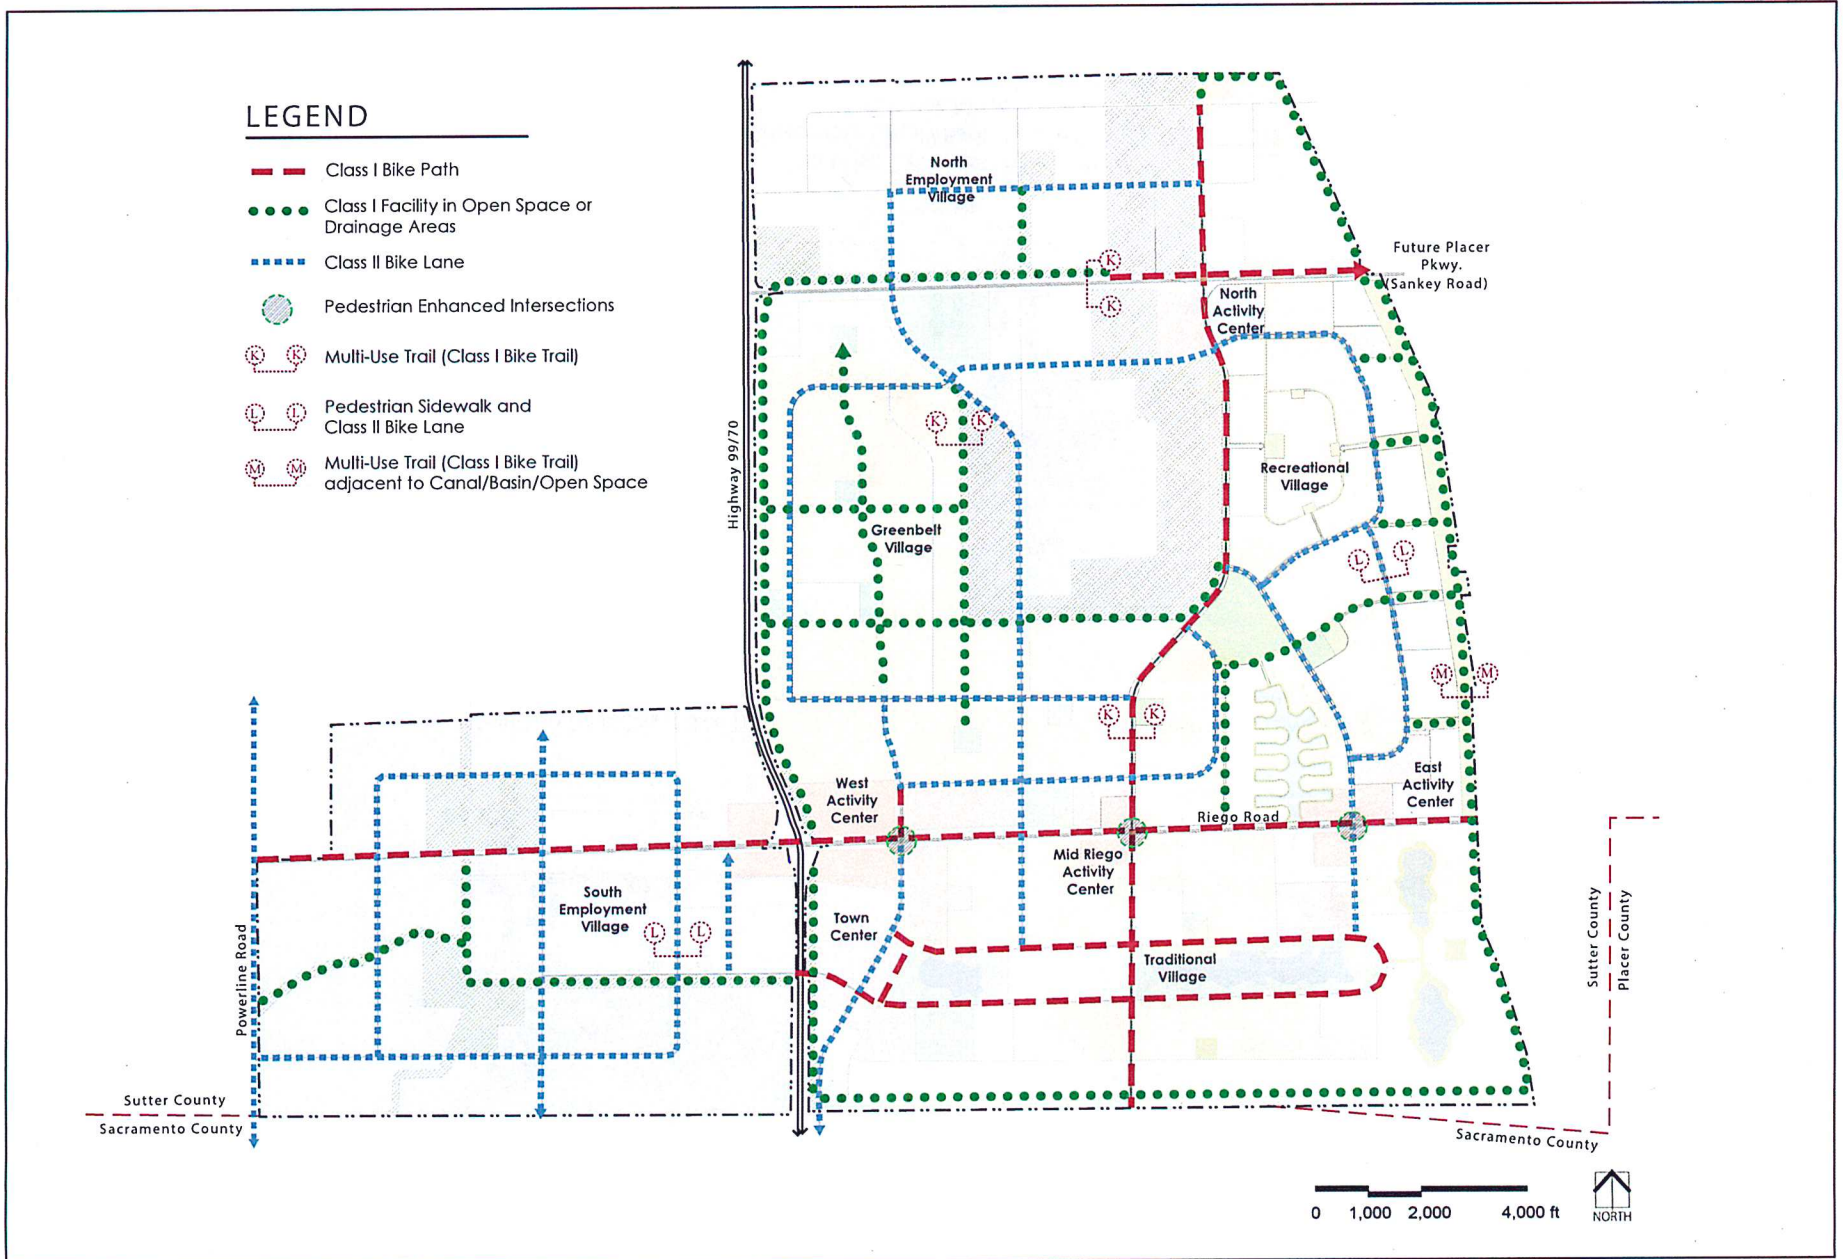 LEGEND
Class I Bike Path
Class I Facility in Open Space or
Drainage Areas
Class II Bike Lane
Pedestrian Enhanced Intersections
K K
Multi-Use Trail (Class I Bike Trail)
L L
Pedestrian Sidewalk and
Class II Bike Lane
M M
Multi-Use Trail (Class I Bike Trail)
adjacent to Canal/Basin/Open Space
North
Employment
Village
Future Placer
Pkwy.
(Sankey Road)
K
K
North
Activity
Center
Highway 99/70
K K
Recreational
Village
Greenbelt
Village
L L
M M
K K
West
Activity
Center
East
Activity
Center
Riego Road
Mid Riego
Activity
Center
South
Employment
Village
L L
Town
Center
Traditional
Village
Powerline Road
Sutter County
Placer County
Sutter County
Sacramento County
Sacramento County
0 1,000 2,000 4,000 ft
NORTH